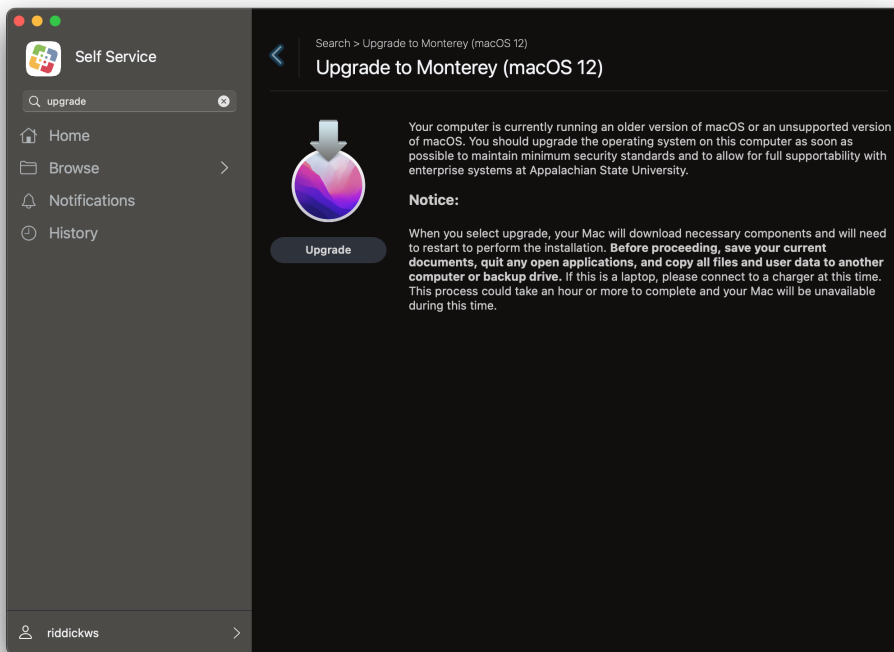 Self Service
upgrade
Home
Browse
Notifications
History
riddickws
Search > Upgrade to Monterey (macOS 12)
Upgrade to Monterey (macOS 12)
Upgrade
Your computer is currently running an older version of macOS or an unsupported version
of macOS. You should upgrade the operating system on this computer as soon as
possible to maintain minimum security standards and to allow for full supportability with
enterprise systems at Appalachian State University.
Notice:
When you select upgrade, your Mac will download necessary components and will need
to restart to perform the installation. Before proceeding, save your current
documents, quit any open applications, and copy all files and user data to another
computer or backup drive. If this is a laptop, please connect to a charger at this time.
This process could take an hour or more to complete and your Mac will be unavailable
during this time.